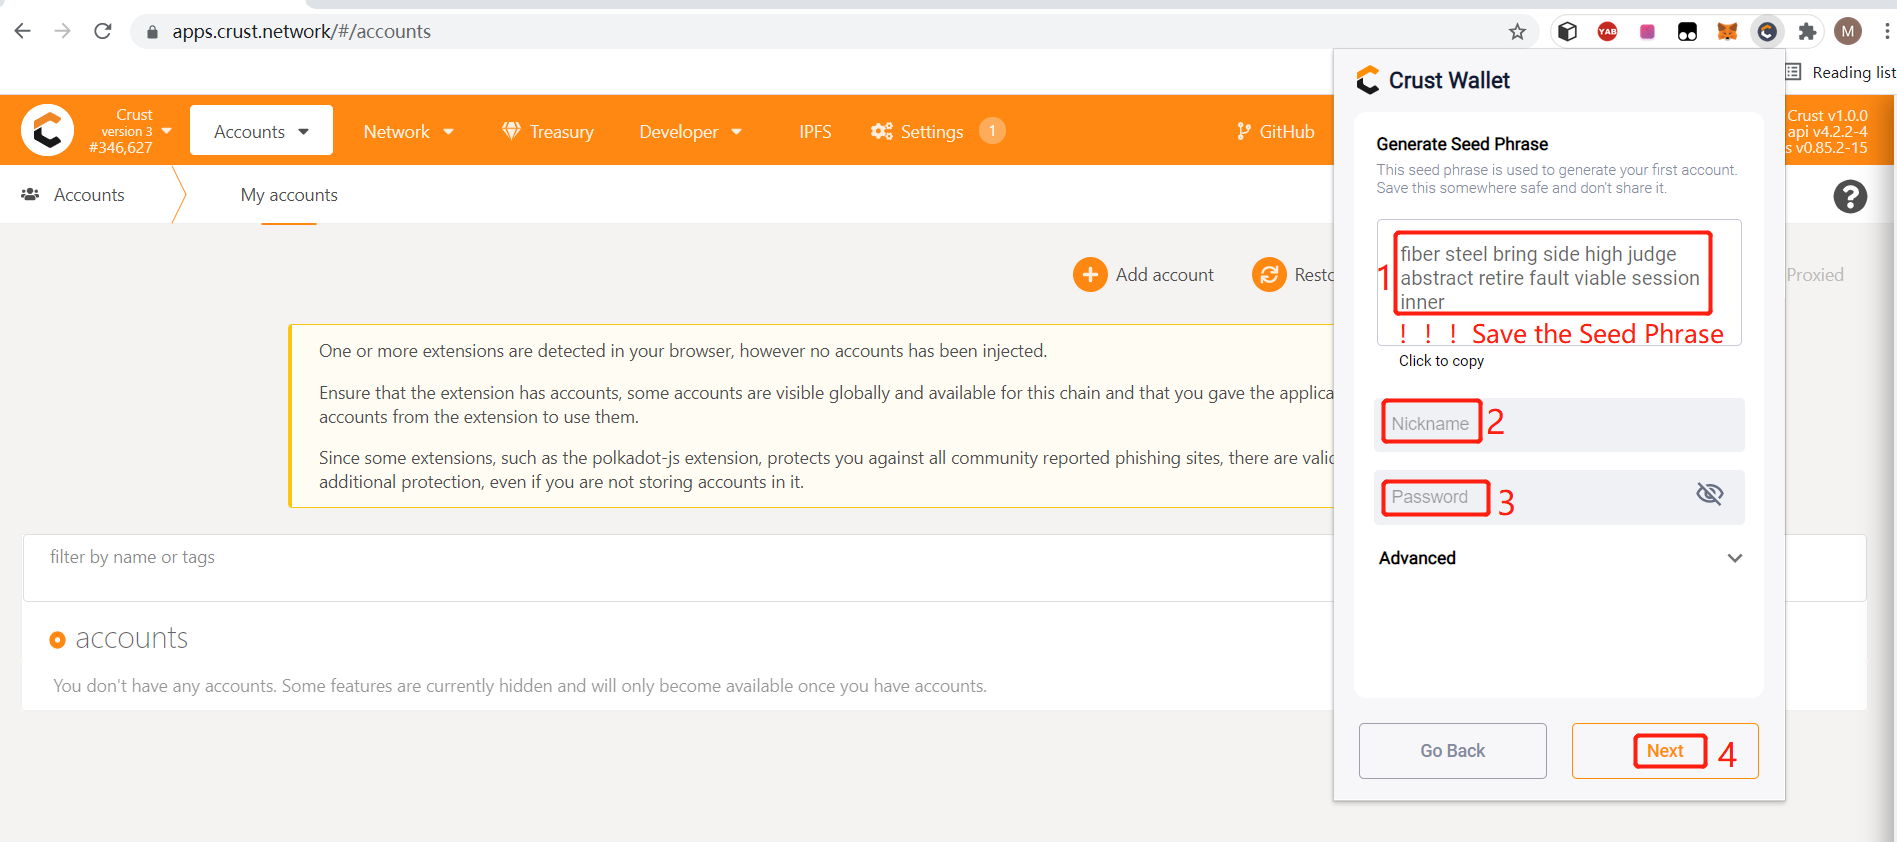 apps.crust.network/#/accounts
YAB
M
Reading list
Crust
version 3
#346,627
Accounts
Network
Treasury
Developer
IPFS
Settings
1
GitHub
Crust v1.0.0
api v4.2.2-4
s v0.85.2-15
Accounts
My accounts
Add account
Resto
Proxied
One or more extensions are detected in your browser, however no accounts has been injected.
Ensure that the extension has accounts, some accounts are visible globally and available for this chain and that you gave the applica
accounts from the extension to use them.
Since some extensions, such as the polkadot-js extension, protects you against all community reported phishing sites, there are valid
additional protection, even if you are not storing accounts in it.
filter by name or tags
accounts
You don't have any accounts. Some features are currently hidden and will only become available once you have accounts.
Crust Wallet
Generate Seed Phrase
This seed phrase is used to generate your first account.
Save this somewhere safe and don't share it.
1
fiber steel bring side high judge
abstract retire fault viable session
inner
! ! ! Save the Seed Phrase
Click to copy
Nickname 2
Password 3
Advanced
Go Back
Next 4